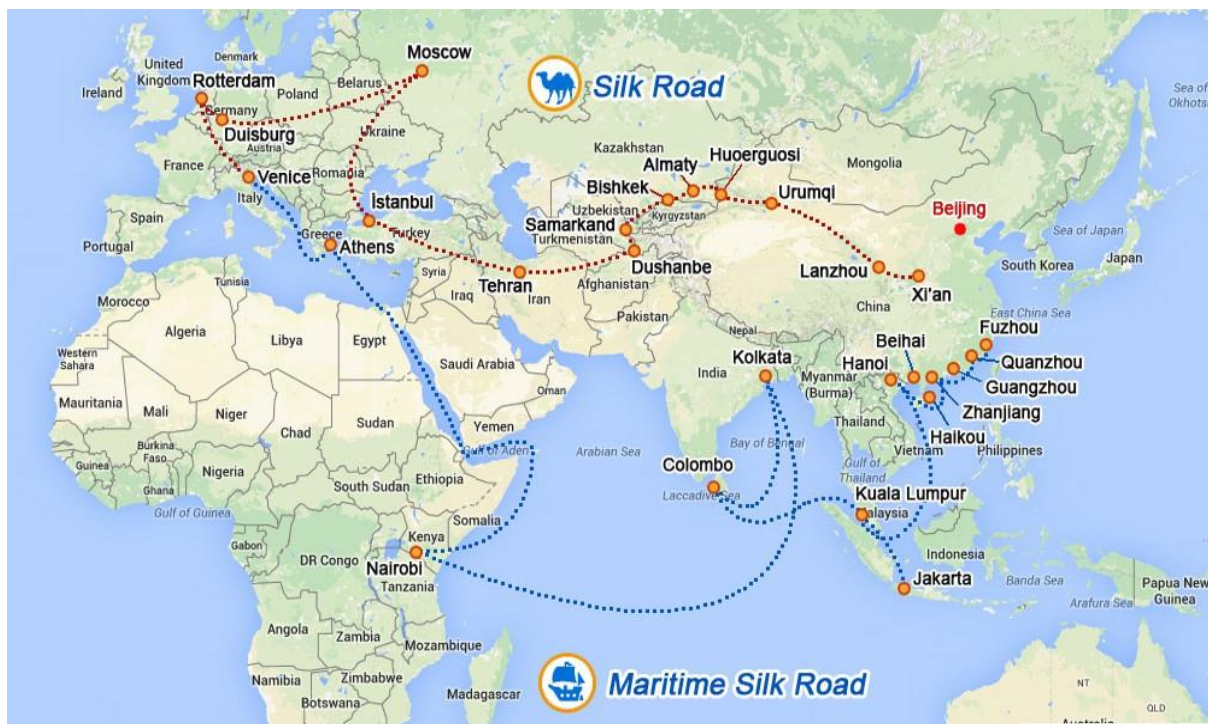 Moscow
Silk Road
United
Kingdom
Ireland
Denmark
Rotterdam
Belarus
Poland
Germany
Duisburg
Ukraine
Austria
France
Romania
Venice
Italy
Spain
Portugal
İstanbul
Greece
Turkey
Athens
Kazakhstan
Almaty
Huoerguosi
Mongolia
Bishkek
Urumqi
Uzbekistan
Kyrgyzstan
Samarkand
Turkmenistan
Dushanbe
Beijing
Sea of
Okhotsk
Sea of Japan
Japan
South Korea
Lanzhou
Xi'an
China
East China Sea
Tehran
Syria
Iraq
Iran
Afghanistan
Pakistan
Tunisia
Morocco
Algeria
Libya
Egypt
Western
Sahara
Saudi Arabia
Oman
Yemen
Gulf of Aden
Mauritania
Mali
Niger
Chad
Sudan
Burkina
Faso
Guinea
Ghana
Nigeria
Gulf of Guinea
South Sudan
Ethiopia
Somalia
Kenya
Nairobi
Gabon
DR Congo
Tanzania
Angola
Zambia
Mozambique
Namibia
Zimbabwe
Botswana
Madagascar
Nepal
Kolkata
India
Arabian Sea
Bay of Bengal
Myanmar
(Burma)
Thailand
Gulf of
Thailand
Vietnam
Colombo
Laccadive Sea
Fuzhou
Beihai
Hanoi
Quanzhou
Guangzhou
Zhanjiang
Haikou
Philippines
Kuala Lumpur
Malaysia
Indonesia
Jakarta
Banda Sea
Arafura Sea
Papua New
Guinea
NT
QLD
Australia
Maritime Silk Road